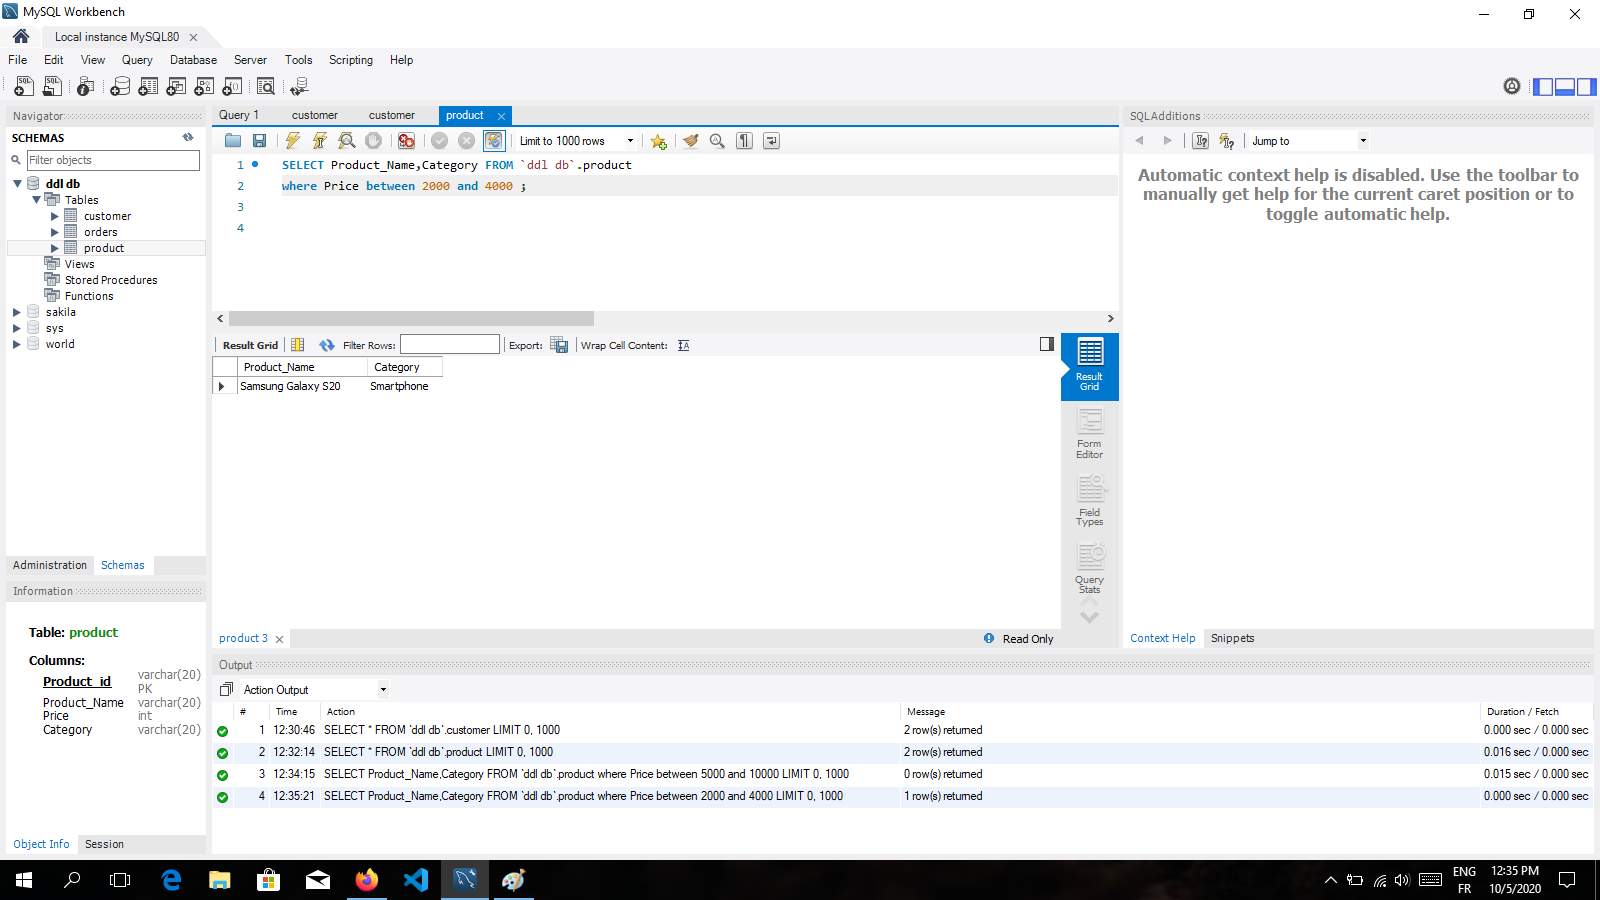 MySQL Workbench
Local instance MySQL80
File Edit View Query Database Server Tools Scripting Help
Navigator
SCHEMAS
Filter objects
ddl db
Tables
customer
orders
product
Views
Stored Procedures
Functions
sakila
sys
world
Administration Schemas
Information
Table: product
Columns:
Product_id varchar(20) PK
Product_Name varchar(20)
Price int
Category varchar(20)
Object Info Session
Query 1 customer customer product
Limit to 1000 rows
1 SELECT Product_Name,Category FROM `ddl db`.product
2 where Price between 2000 and 4000 ;
3
4
Result Grid Filter Rows: Export: Wrap Cell Content:
Product_Name Category
Samsung Galaxy S20 Smartphone
Result Grid
Form Editor
Field Types
Query Stats
product 3 Read Only
SQLAdditions
Jump to
Automatic context help is disabled. Use the toolbar to
manually get help for the current caret position or to
toggle automatic help.
Context Help Snippets
Output
Action Output
# Time Action Message Duration / Fetch
1 12:30:46 SELECT * FROM `ddl db`.customer LIMIT 0, 1000 2 row(s) returned 0.000 sec / 0.000 sec
2 12:32:14 SELECT * FROM `ddl db`.product LIMIT 0, 1000 2 row(s) returned 0.016 sec / 0.000 sec
3 12:34:15 SELECT Product_Name,Category FROM `ddl db`.product where Price between 5000 and 10000 LIMIT 0, 1000 0 row(s) returned 0.015 sec / 0.000 sec
4 12:35:21 SELECT Product_Name,Category FROM `ddl db`.product where Price between 2000 and 4000 LIMIT 0, 1000 1 row(s) returned 0.000 sec / 0.000 sec
ENG
FR
12:35 PM
10/5/2020